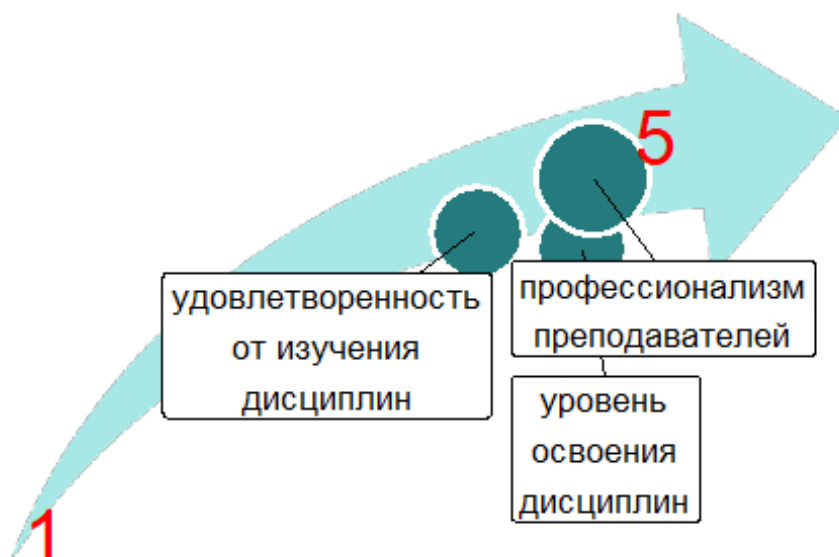 5
удовлетворенность
от изучения
дисциплин
профессионализм
преподавателей
уровень
освоения
дисциплин
1